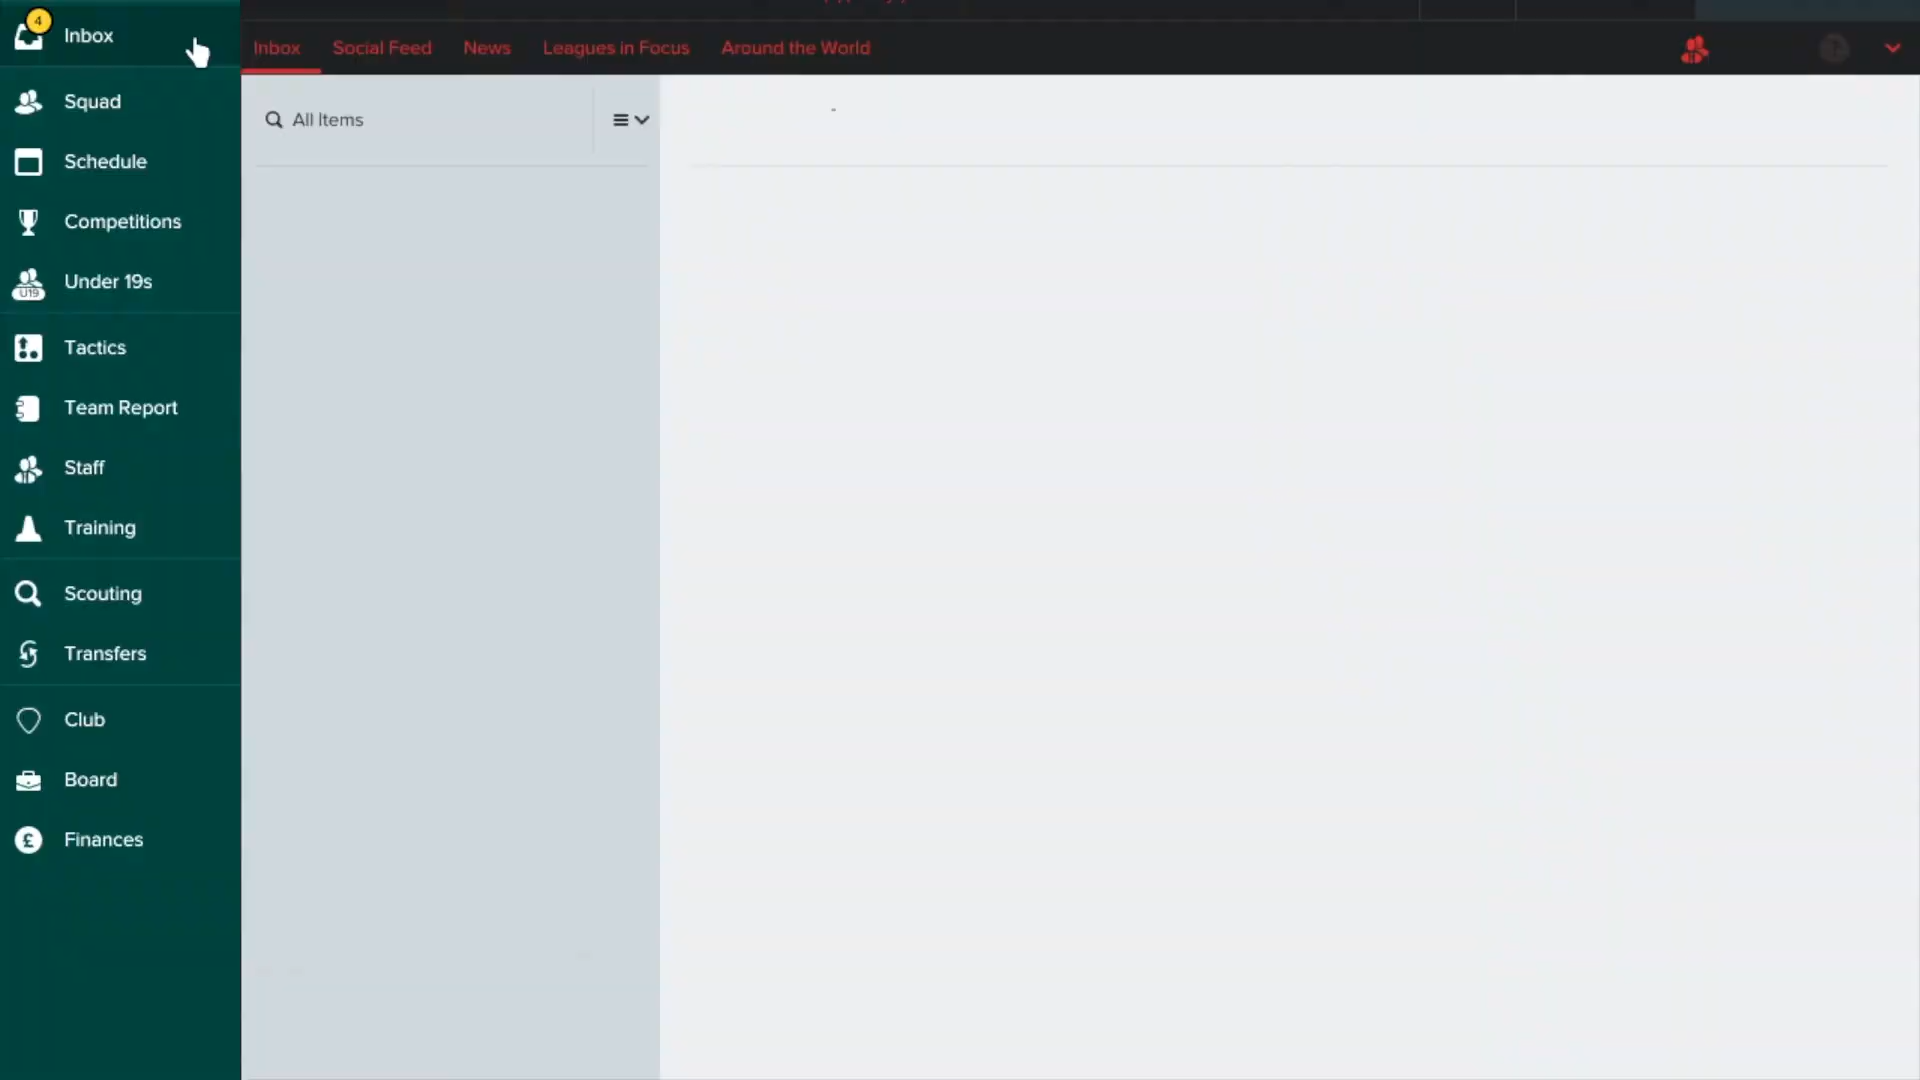 4
Inbox
Squad
Schedule
Competitions
U19
Under 19s
Tactics
Team Report
Staff
Training
Scouting
Transfers
Club
Board
£
Finances
Inbox Social Feed News Leagues in Focus Around the World
All Items
-